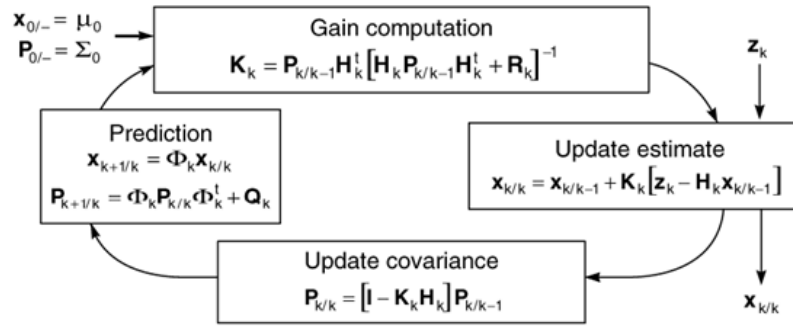 x₀/₋ = μ₀
P₀/₋ = Σ₀
Gain computation
Kₖ = Pₖ/ₖ₋₁Hₖᵗ[HₖPₖ/ₖ₋₁Hₖᵗ + Rₖ]⁻¹
zₖ
Prediction
xₖ₊₁/ₖ = Φₖxₖ/ₖ
Pₖ₊₁/ₖ = ΦₖPₖ/ₖΦₖᵗ + Qₖ
Update estimate
xₖ/ₖ = xₖ/ₖ₋₁ + Kₖ[zₖ − Hₖxₖ/ₖ₋₁]
Update covariance
Pₖ/ₖ = [I − KₖHₖ]Pₖ/ₖ₋₁
xₖ/ₖ